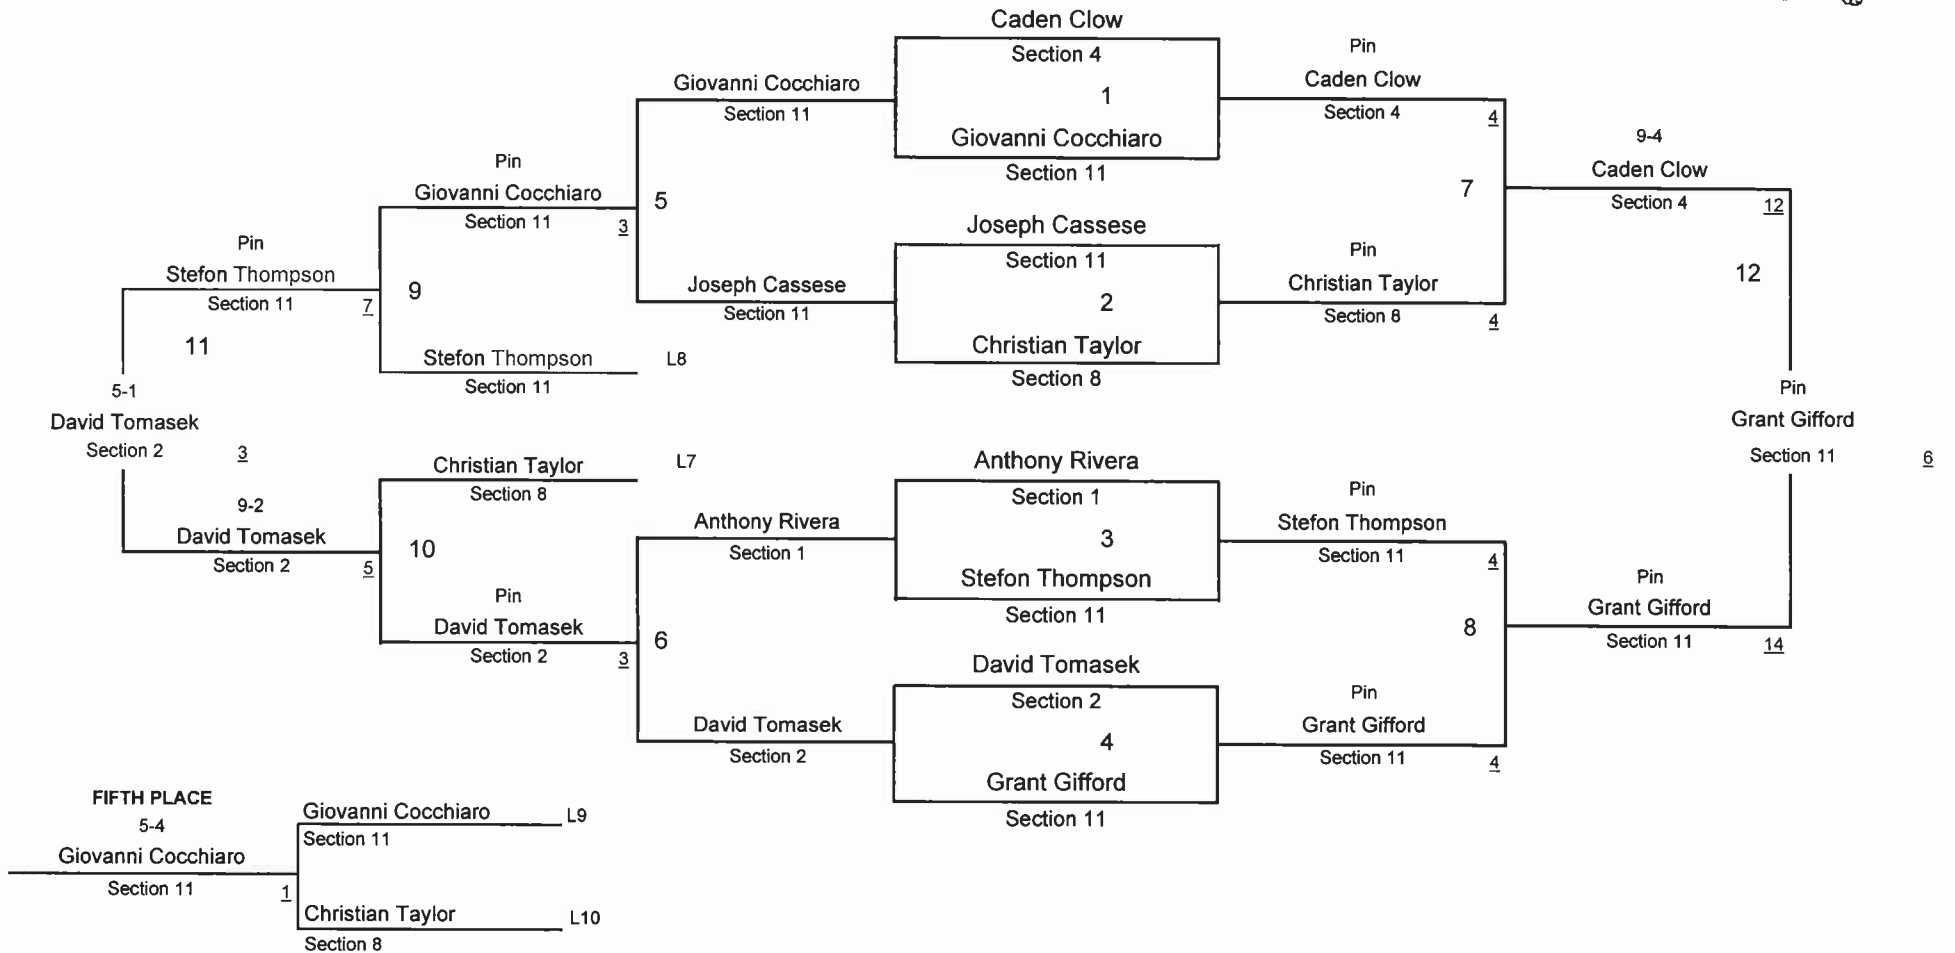 Caden Clow
Section 4
1
Giovanni Cocchiaro
Section 11
Joseph Cassese
Section 11
2
Christian Taylor
Section 8
Anthony Rivera
Section 1
3
Stefon Thompson
Section 11
David Tomasek
Section 2
4
Grant Gifford
Section 11
Pin
Caden Clow
Section 4
4
7
Pin
Christian Taylor
Section 8
4
Pin
Stefon Thompson
Section 11
4
8
Pin
Grant Gifford
Section 11
4
9-4
Caden Clow
Section 4
12
12
Pin
Grant Gifford
Section 11
14
Pin
Grant Gifford
Section 11
6
Giovanni Cocchiaro
Section 11
5
Joseph Cassese
Section 11
Anthony Rivera
Section 1
6
David Tomasek
Section 2
Pin
Giovanni Cocchiaro
Section 11
3
9
Stefon Thompson
L8
Section 11
Christian Taylor
L7
Section 8
10
Pin
David Tomasek
Section 2
3
Pin
Stefon Thompson
Section 11
7
11
5-1
David Tomasek
Section 2
3
9-2
David Tomasek
Section 2
5
FIFTH PLACE
5-4
Giovanni Cocchiaro
Section 11
1
Giovanni Cocchiaro
L9
Section 11
Christian Taylor
L10
Section 8